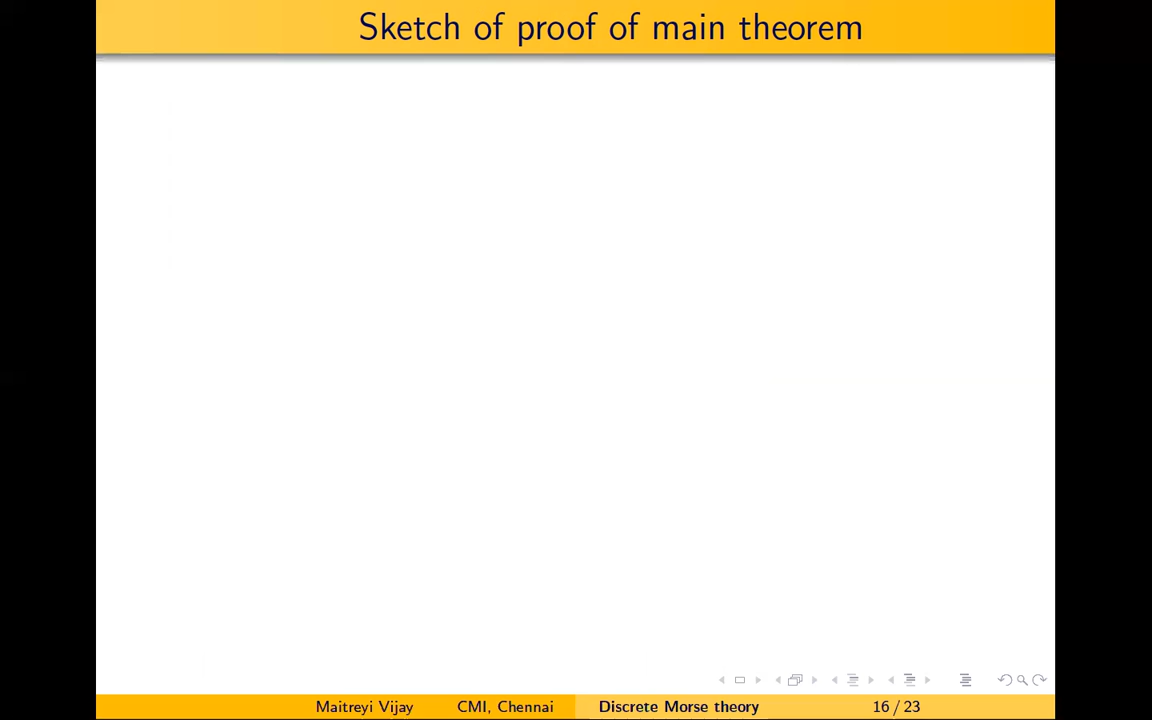 Sketch of proof of main theorem
Maitreyi Vijay CMI, Chennai Discrete Morse theory 16 / 23